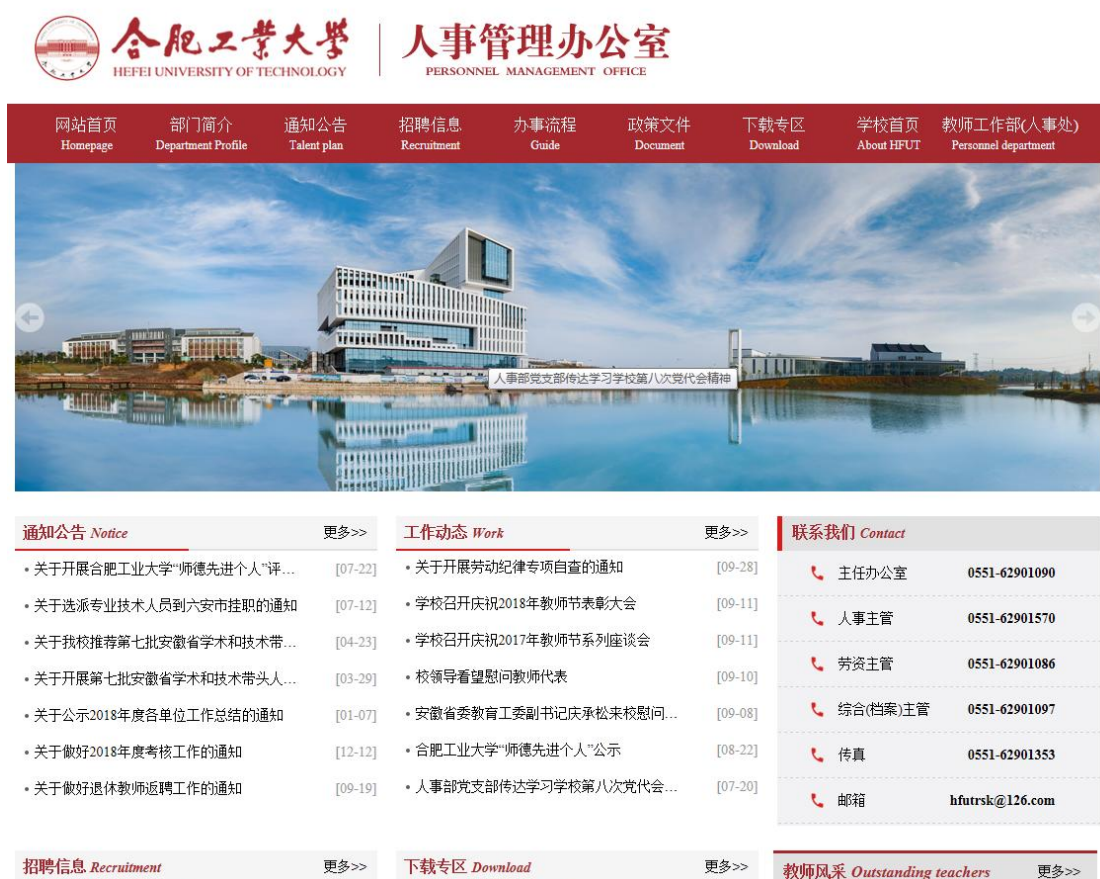 合肥工業大學
HEFEI UNIVERSITY OF TECHNOLOGY
人事管理办公室
PERSONNEL MANAGEMENT OFFICE
网站首页 部门简介 通知公告 招聘信息 办事流程 政策文件 下载专区 学校首页 教师工作部(人事处)
Homepage Department Profile Talent plan Recruitment Guide Document Download About HFUT Personnel department
人事部党支部传达学习学校第八次党代会精神
通知公告 Notice 更多>>
• 关于开展合肥工业大学“师德先进个人”评... [07-22]
• 关于选派专业技术人员到六安市挂职的通知 [07-12]
• 关于我校推荐第七批安徽省学术和技术带... [04-23]
• 关于开展第七批安徽省学术和技术带头人... [03-29]
• 关于公示2018年度各单位工作总结的通知 [01-07]
• 关于做好2018年度考核工作的通知 [12-12]
• 关于做好退休教师返聘工作的通知 [09-19]
工作动态 Work 更多>>
• 关于开展劳动纪律专项自查的通知 [09-28]
• 学校召开庆祝2018年教师节表彰大会 [09-11]
• 学校召开庆祝2017年教师节系列座谈会 [09-11]
• 校领导看望慰问教师代表 [09-10]
• 安徽省委教育工委副书记庆承松来校慰问... [09-08]
• 合肥工业大学“师德先进个人”公示 [08-22]
• 人事部党支部传达学习学校第八次党代会... [07-20]
联系我们 Contact
主任办公室 0551-62901090
人事主管 0551-62901570
劳资主管 0551-62901086
综合(档案)主管 0551-62901097
传真 0551-62901353
邮箱 hfutrsk@126.com
招聘信息 Recruitment 更多>>
下载专区 Download 更多>>
教师风采 Outstanding teachers 更多>>